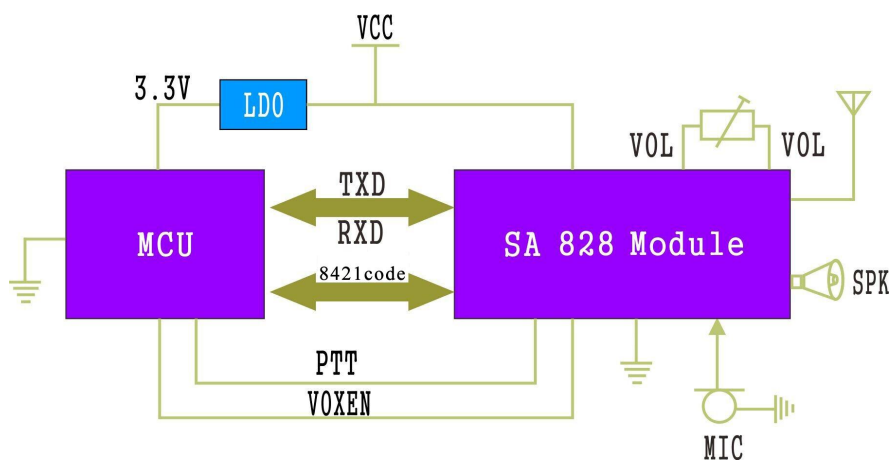 VCC
3.3V
LDO
VOL
VOL
TXD
MCU
RXD
SA 828 Module
8421code
SPK
PTT
VOXEN
MIC